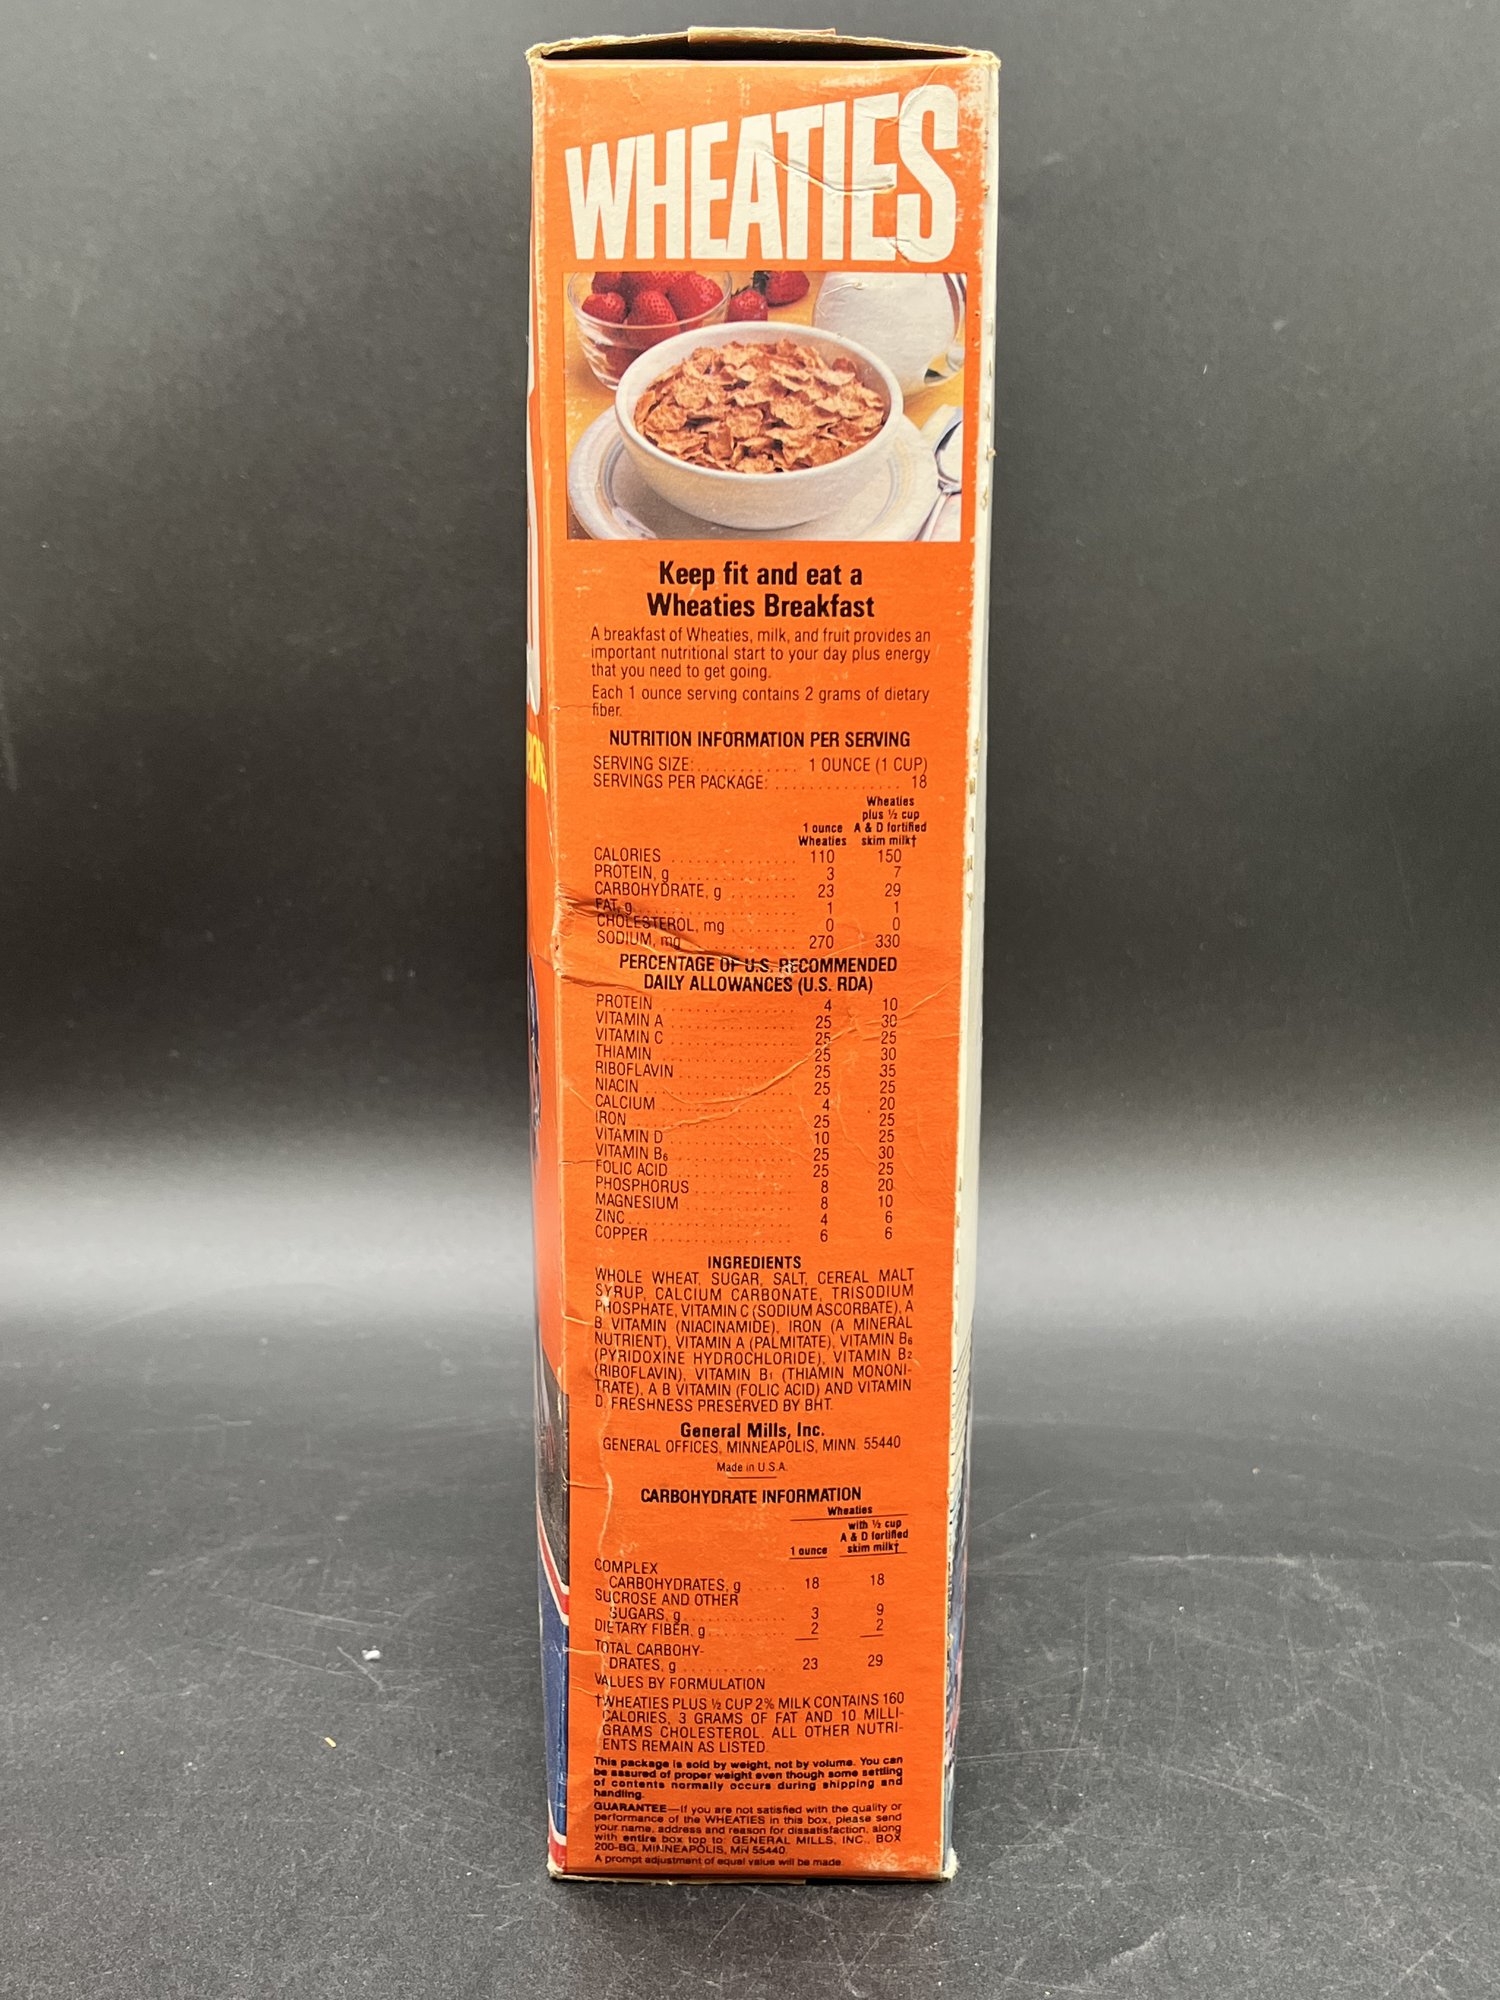 WHEATIES
Keep fit and eat a
Wheaties Breakfast
A breakfast of Wheaties, milk, and fruit provides an
important nutritional start to your day plus energy
that you need to get going.
Each 1 ounce serving contains 2 grams of dietary
fiber.
NUTRITION INFORMATION PER SERVING
SERVING SIZE: ............ 1 OUNCE (1 CUP)
SERVINGS PER PACKAGE: ............... 18
Wheaties
plus ½ cup
1 ounce A & D fortified
Wheaties skim milk†
CALORIES ............... 110 150
PROTEIN, g ............... 3 7
CARBOHYDRATE, g ........ 23 29
FAT, g ............... 1 1
CHOLESTEROL, mg ....... 0 0
SODIUM, mg ............ 270 330
PERCENTAGE OF U.S. RECOMMENDED
DAILY ALLOWANCES (U.S. RDA)
PROTEIN ............... 4 10
VITAMIN A ............... 25 30
VITAMIN C ............... 25 25
THIAMIN ............... 25 30
RIBOFLAVIN ............... 25 35
NIACIN ............... 25 25
CALCIUM ............... 4 20
IRON ............... 25 25
VITAMIN D ............... 10 25
VITAMIN B6 ............... 25 30
FOLIC ACID ............... 25 25
PHOSPHORUS ............... 8 20
MAGNESIUM ............... 8 10
ZINC ............... 4 6
COPPER ............... 6 6
INGREDIENTS
WHOLE WHEAT, SUGAR, SALT, CEREAL MALT
SYRUP, CALCIUM CARBONATE, TRISODIUM
PHOSPHATE, VITAMIN C (SODIUM ASCORBATE), A
B VITAMIN (NIACINAMIDE), IRON (A MINERAL
NUTRIENT), VITAMIN A (PALMITATE), VITAMIN B6
(PYRIDOXINE HYDROCHLORIDE), VITAMIN B2
(RIBOFLAVIN), VITAMIN B1 (THIAMIN MONONI-
TRATE), A B VITAMIN (FOLIC ACID) AND VITAMIN
D. FRESHNESS PRESERVED BY BHT.
General Mills, Inc.
GENERAL OFFICES, MINNEAPOLIS, MINN. 55440
Made in U.S.A.
CARBOHYDRATE INFORMATION
Wheaties
with ½ cup
A & D fortified
1 ounce skim milk†
COMPLEX
CARBOHYDRATES, g ..... 18 18
SUCROSE AND OTHER
SUGARS, g ............ 3 9
DIETARY FIBER, g .......... 2 2
TOTAL CARBOHY-
DRATES, g ............ 23 29
VALUES BY FORMULATION
†WHEATIES PLUS ½ CUP 2% MILK CONTAINS 160
CALORIES, 3 GRAMS OF FAT AND 10 MILLI-
GRAMS CHOLESTEROL. ALL OTHER NUTRI-
ENTS REMAIN AS LISTED.
This package is sold by weight, not by volume. You can
be assured of proper weight even though some settling
of contents normally occurs during shipping and
handling.
GUARANTEE—If you are not satisfied with the quality or
performance of the WHEATIES in this box, please send
your name, address and reason for dissatisfaction, along
with entire box top to: GENERAL MILLS, INC., BOX
200-BG, MINNEAPOLIS, MN 55440.
A prompt adjustment of equal value will be made.